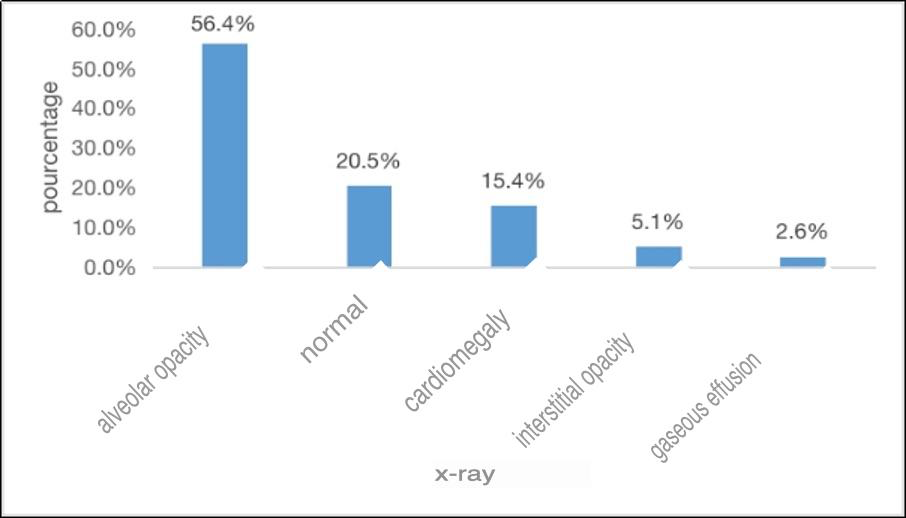 pourcentage
60.0%
50.0%
40.0%
30.0%
20.0%
10.0%
0.0%
56.4%
20.5%
15.4%
5.1%
2.6%
alveolar opacity
normal
cardiomegaly
interstitial opacity
gaseous effusion
x-ray